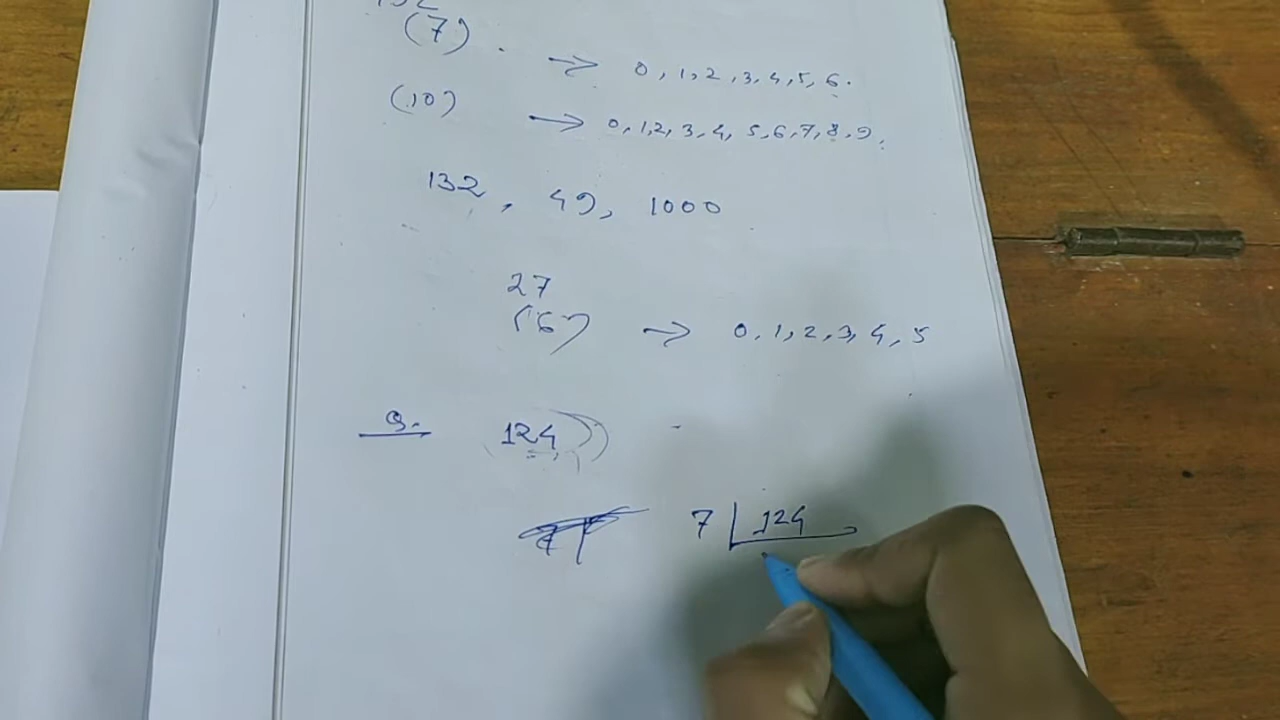 (7)
→ 0, 1, 2, 3, 4, 5, 6.
(10)
→ 0, 1, 2, 3, 4, 5, 6, 7, 8, 9.
132, 49, 1000
27
(6) → 0, 1, 2, 3, 4, 5
Q. 124
7 124